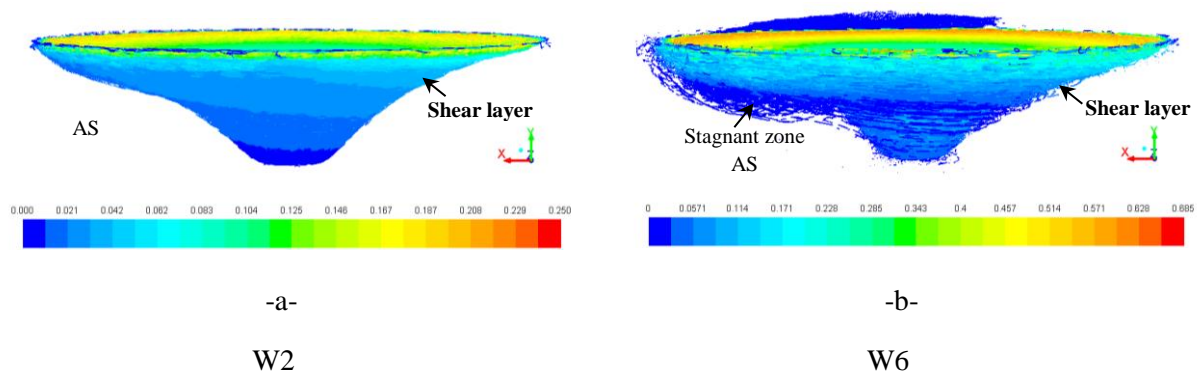 AS
Shear layer
Y
X
0.000 0.021 0.042 0.062 0.083 0.104 0.125 0.146 0.167 0.187 0.208 0.229 0.250
-a-
W2
Shear layer
Stagnant zone
AS
Y
X
0 0.0571 0.114 0.171 0.228 0.285 0.343 0.4 0.457 0.514 0.571 0.628 0.685
-b-
W6